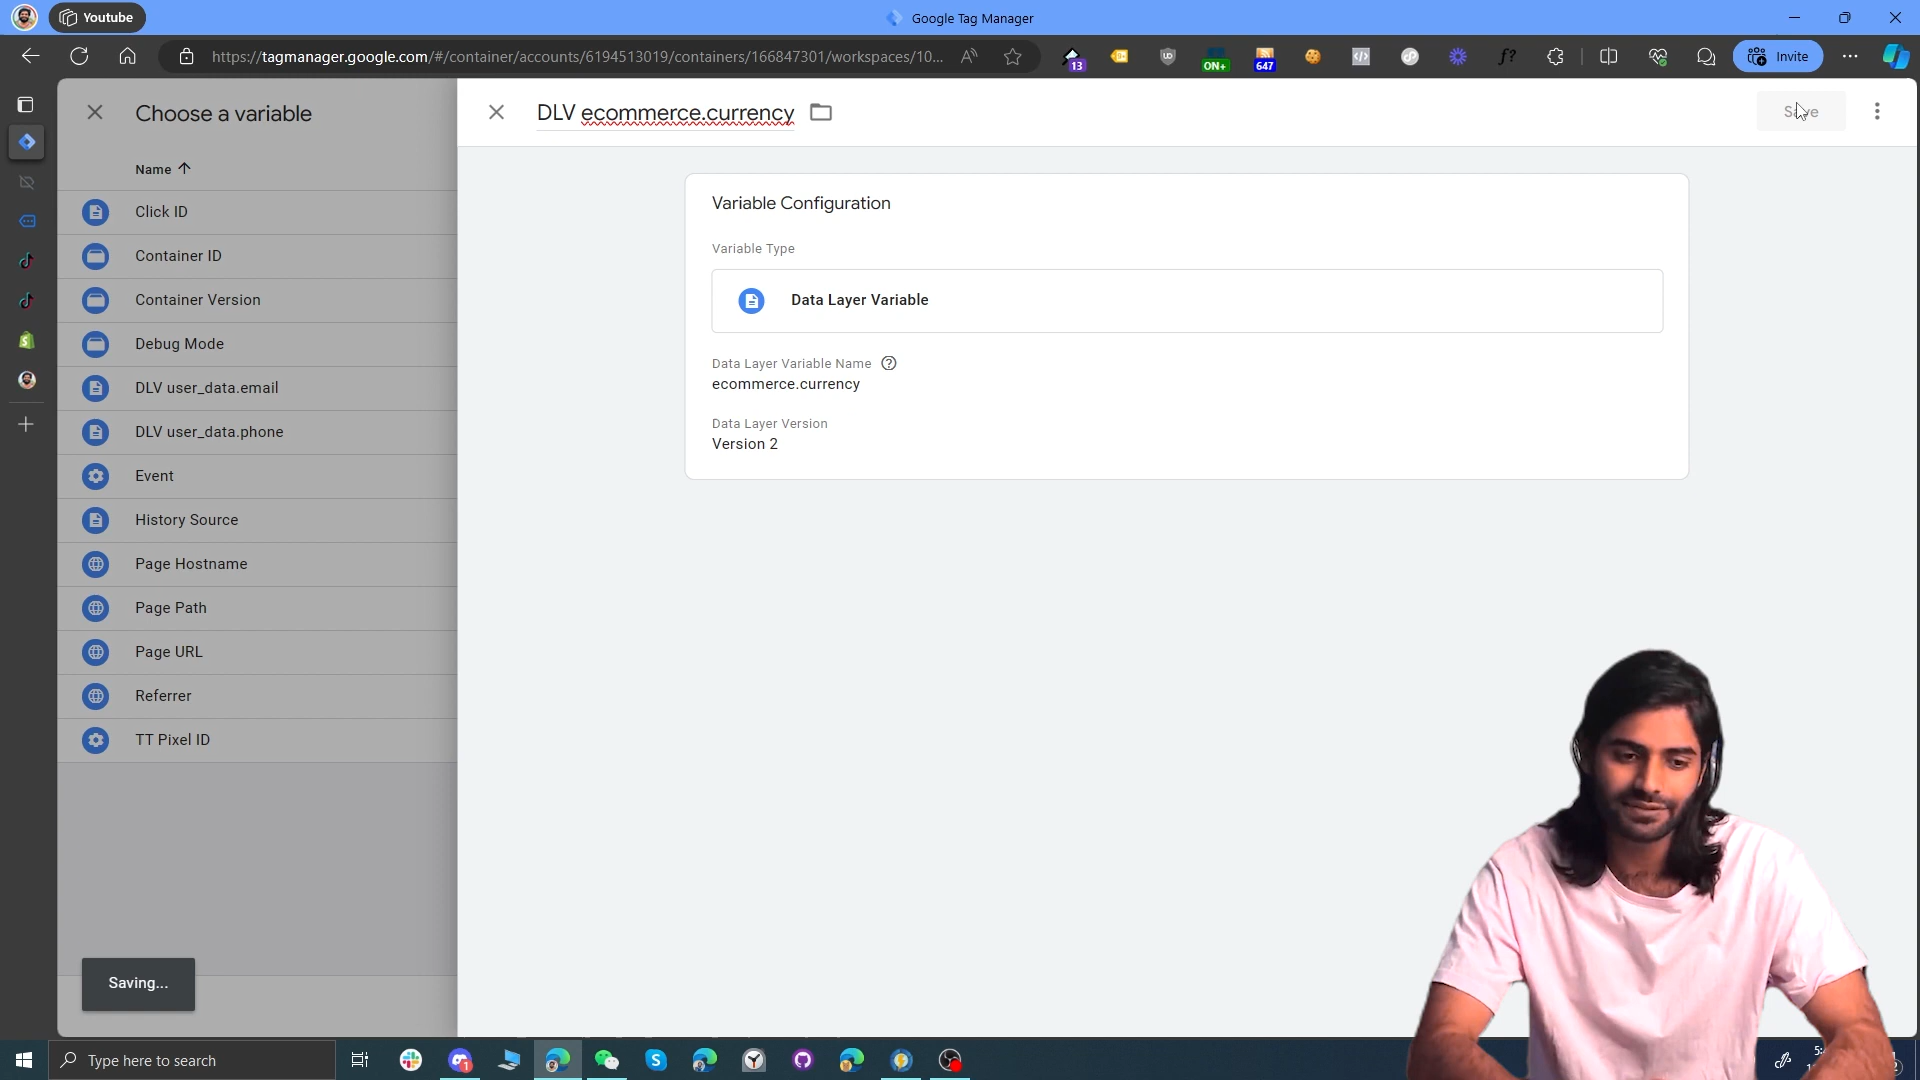 Youtube
Google Tag Manager
https://tagmanager.google.com/#/container/accounts/6194513019/containers/166847301/workspaces/10...
13
ON+
647
Invite
Choose a variable
DLV ecommerce.currency
Save
Name
Click ID
Container ID
Container Version
Debug Mode
DLV user_data.email
DLV user_data.phone
Event
History Source
Page Hostname
Page Path
Page URL
Referrer
TT Pixel ID
Variable Configuration
Variable Type
Data Layer Variable
Data Layer Variable Name
ecommerce.currency
Data Layer Version
Version 2
Saving...
Type here to search